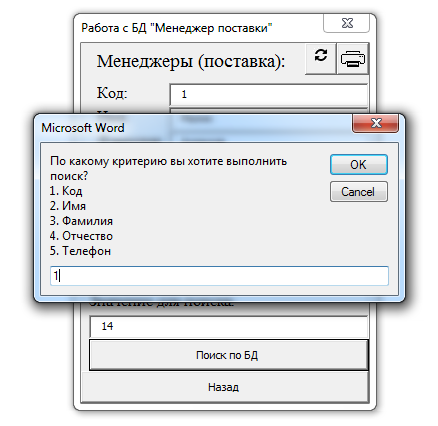 Работа с БД "Менеджер поставки"
Менеджеры (поставка):
Код:
1
Microsoft Word
По какому критерию вы хотите выполнить
поиск?
1. Код
2. Имя
3. Фамилия
4. Отчество
5. Телефон
OK
Cancel
1
Значение для поиска:
14
Поиск по БД
Назад